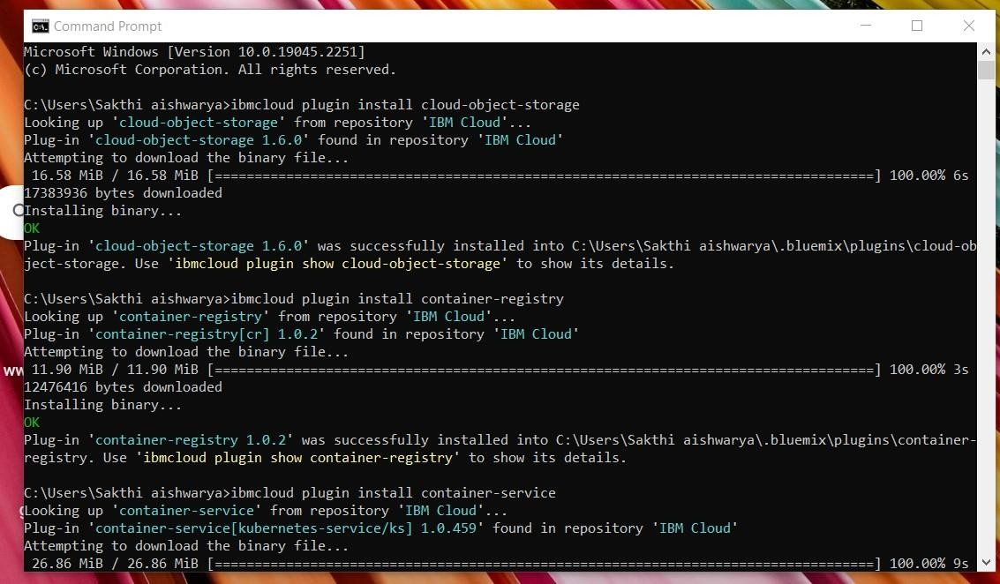 Command Prompt
Microsoft Windows [Version 10.0.19045.2251]
(c) Microsoft Corporation. All rights reserved.
C:\Users\Sakthi aishwarya>ibmcloud plugin install cloud-object-storage
Looking up 'cloud-object-storage' from repository 'IBM Cloud'...
Plug-in 'cloud-object-storage 1.6.0' found in repository 'IBM Cloud'
Attempting to download the binary file...
16.58 MiB / 16.58 MiB [===================================================================================] 100.00% 6s
17383936 bytes downloaded
Installing binary...
OK
Plug-in 'cloud-object-storage 1.6.0' was successfully installed into C:\Users\Sakthi aishwarya\.bluemix\plugins\cloud-ob
ject-storage. Use 'ibmcloud plugin show cloud-object-storage' to show its details.
C:\Users\Sakthi aishwarya>ibmcloud plugin install container-registry
Looking up 'container-registry' from repository 'IBM Cloud'...
Plug-in 'container-registry[cr] 1.0.2' found in repository 'IBM Cloud'
Attempting to download the binary file...
11.90 MiB / 11.90 MiB [===================================================================================] 100.00% 3s
12476416 bytes downloaded
Installing binary...
OK
Plug-in 'container-registry 1.0.2' was successfully installed into C:\Users\Sakthi aishwarya\.bluemix\plugins\container-
registry. Use 'ibmcloud plugin show container-registry' to show its details.
C:\Users\Sakthi aishwarya>ibmcloud plugin install container-service
Looking up 'container-service' from repository 'IBM Cloud'...
Plug-in 'container-service[kubernetes-service/ks] 1.0.459' found in repository 'IBM Cloud'
Attempting to download the binary file...
26.86 MiB / 26.86 MiB [===================================================================================] 100.00% 9s